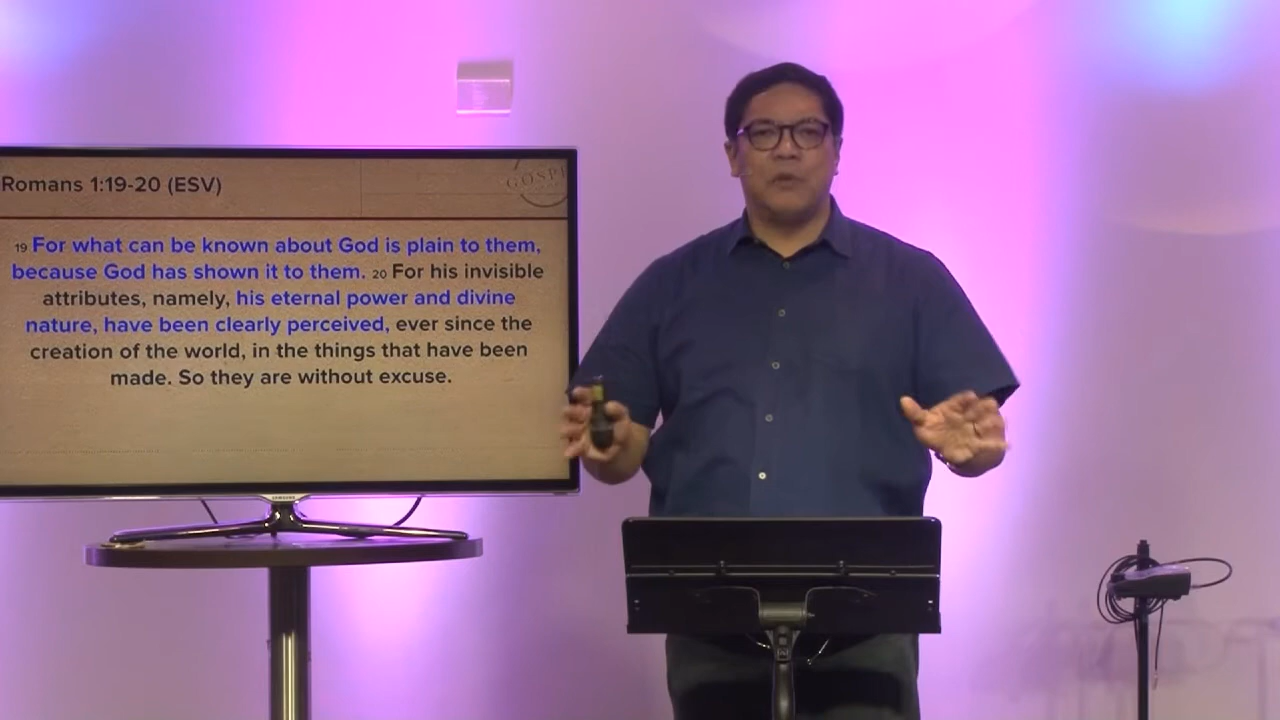 Romans 1:19-20 (ESV)
GOSP
19 For what can be known about God is plain to them,
because God has shown it to them. 20 For his invisible
attributes, namely, his eternal power and divine
nature, have been clearly perceived, ever since the
creation of the world, in the things that have been
made. So they are without excuse.
SAMSUNG